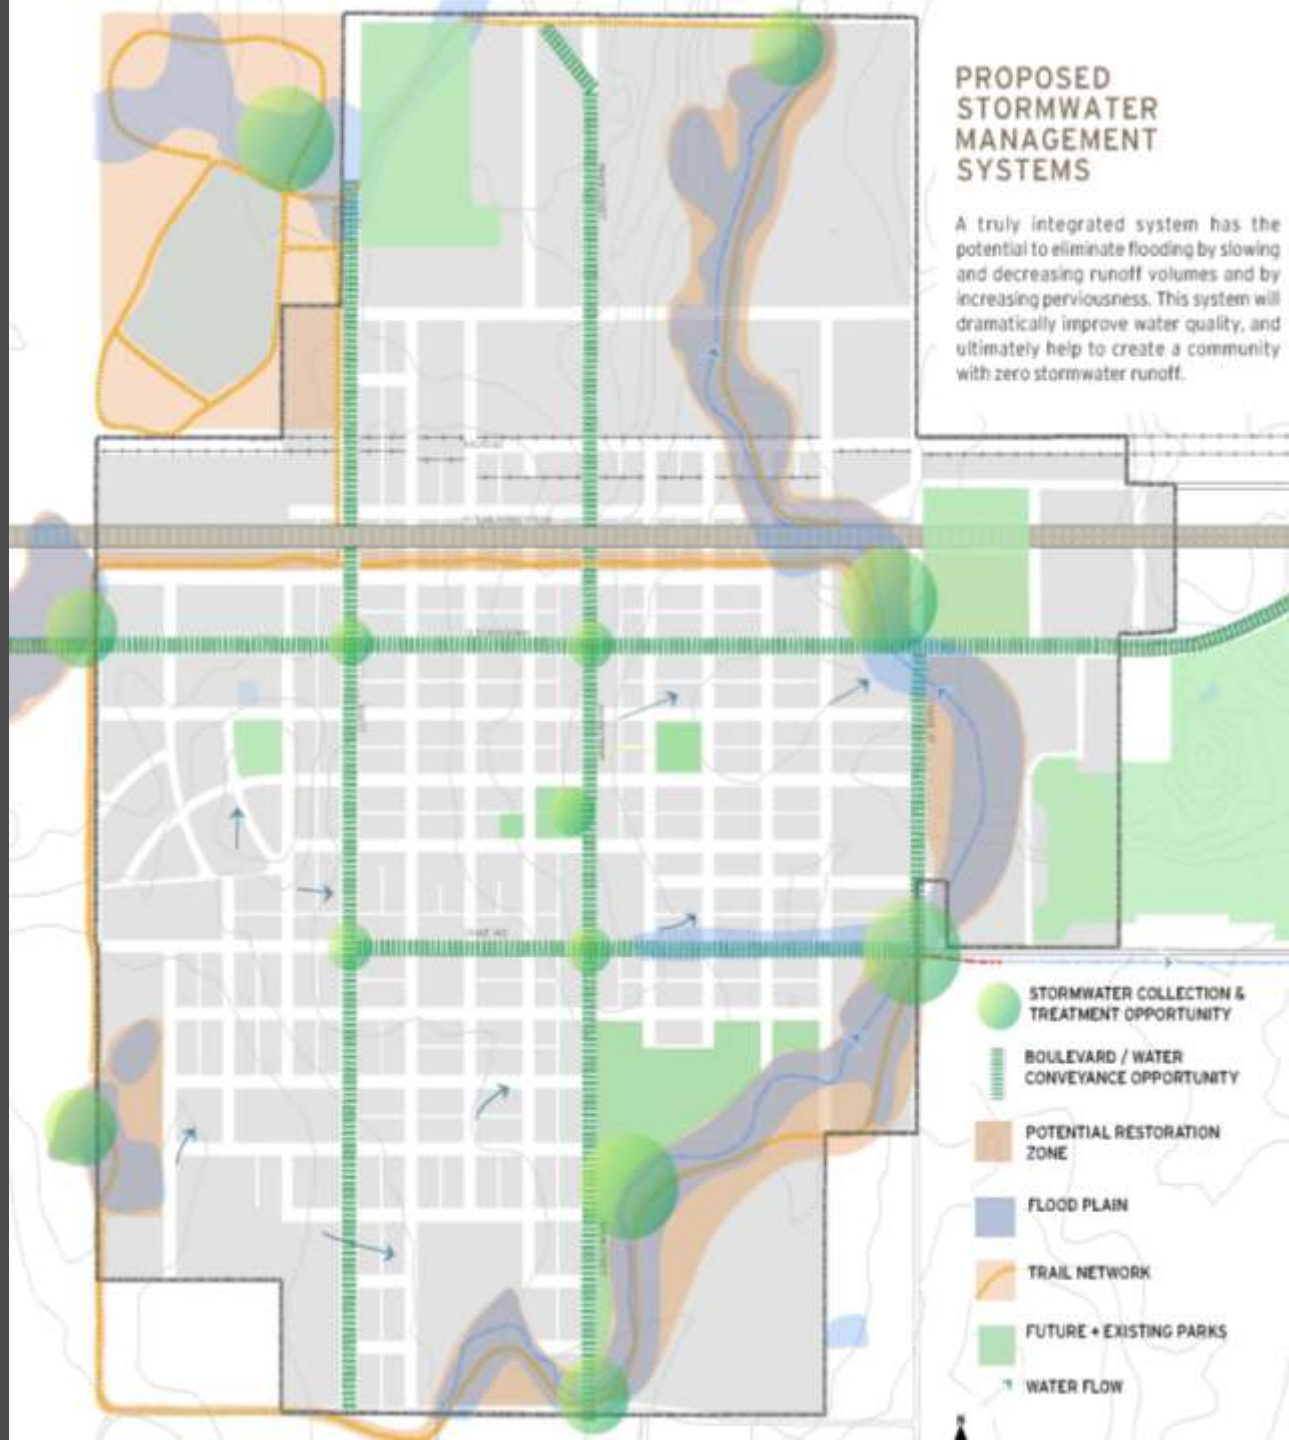 PROPOSED
STORMWATER
MANAGEMENT
SYSTEMS
A truly integrated system has the
potential to eliminate flooding by slowing
and decreasing runoff volumes and by
increasing perviousness. This system will
dramatically improve water quality, and
ultimately help to create a community
with zero stormwater runoff.
STORMWATER COLLECTION &
TREATMENT OPPORTUNITY
BOULEVARD / WATER
CONVEYANCE OPPORTUNITY
POTENTIAL RESTORATION
ZONE
FLOOD PLAIN
TRAIL NETWORK
FUTURE + EXISTING PARKS
WATER FLOW
N